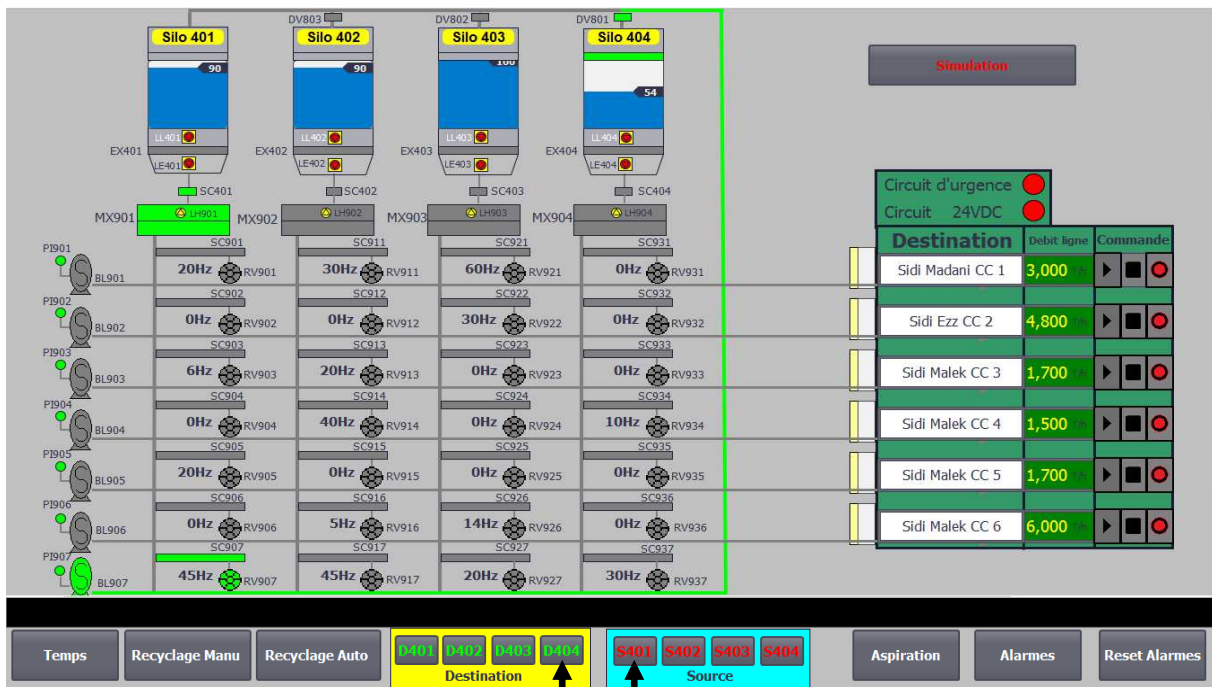 DV803 DV802 DV801
Silo 401 Silo 402 Silo 403 Silo 404
Simulation
90 90 100 54
LL401 LL402 LL403 LL404
EX401 EX402 EX403 EX404
LE401 LE402 LE403 LE404
SC401 SC402 SC403 SC404
Circuit d'urgence
Circuit 24VDC
MX901 LH901 MX902 LH902 MX903 LH903 MX904 LH904
Destination Debit ligne Commande
SC901 SC911 SC921 SC931
PI901 BL901 20Hz RV901 30Hz RV911 60Hz RV921 0Hz RV931 Sidi Madani CC 1 3,000 T/h
SC902 SC912 SC922 SC932
PI902 BL902 0Hz RV902 0Hz RV912 30Hz RV922 0Hz RV932 Sidi Ezz CC 2 4,800 T/h
SC903 SC913 SC923 SC933
PI903 BL903 6Hz RV903 20Hz RV913 0Hz RV923 0Hz RV933 Sidi Malek CC 3 1,700 T/h
SC904 SC914 SC924 SC934
PI904 BL904 0Hz RV904 40Hz RV914 0Hz RV924 10Hz RV934 Sidi Malek CC 4 1,500 T/h
SC905 SC915 SC925 SC935
PI905 BL905 20Hz RV905 0Hz RV915 0Hz RV925 0Hz RV935 Sidi Malek CC 5 1,700 T/h
SC906 SC916 SC926 SC936
PI906 BL906 0Hz RV906 5Hz RV916 14Hz RV926 0Hz RV936 Sidi Malek CC 6 6,000 T/h
SC907 SC917 SC927 SC937
PI907 BL907 45Hz RV907 45Hz RV917 20Hz RV927 30Hz RV937
Temps Recyclage Manu Recyclage Auto D401 D402 D403 D404 S401 S402 S403 S404 Aspiration Alarmes Reset Alarmes
Destination Source